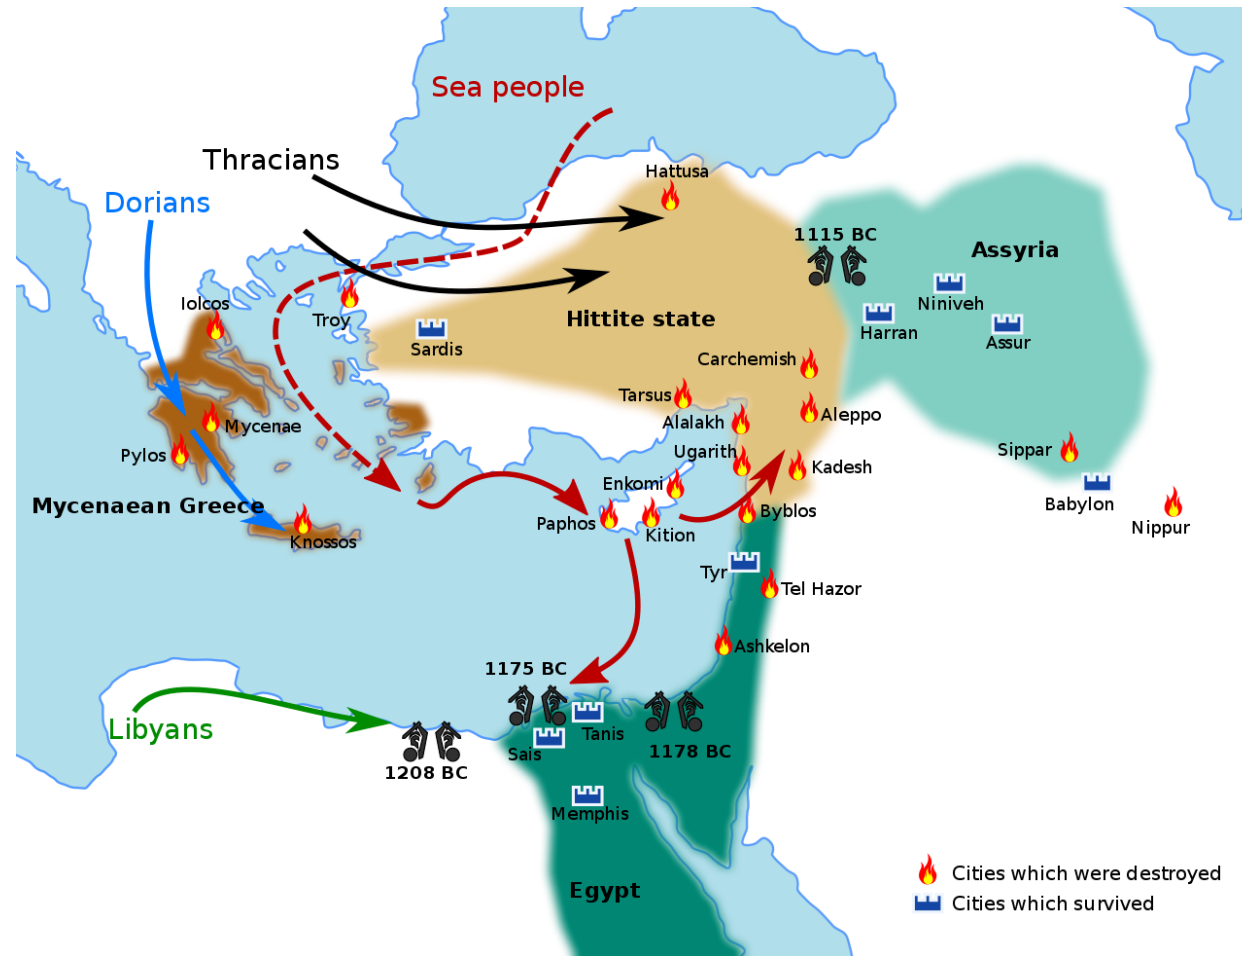 Sea people
Thracians
Hattusa
Dorians
1115 BC
Assyria
Niniveh
Iolcos
Troy
Hittite state
Harran
Assur
Sardis
Carchemish
Tarsus
Alalakh
Aleppo
Mycenae
Pylos
Ugarith
Kadesh
Sippar
Enkomi
Mycenaean Greece
Babylon
Paphos
Kition
Byblos
Nippur
Knossos
Tyr
Tel Hazor
Ashkelon
1175 BC
Libyans
Tanis
Sais
1178 BC
1208 BC
Memphis
Egypt
Cities which were destroyed
Cities which survived